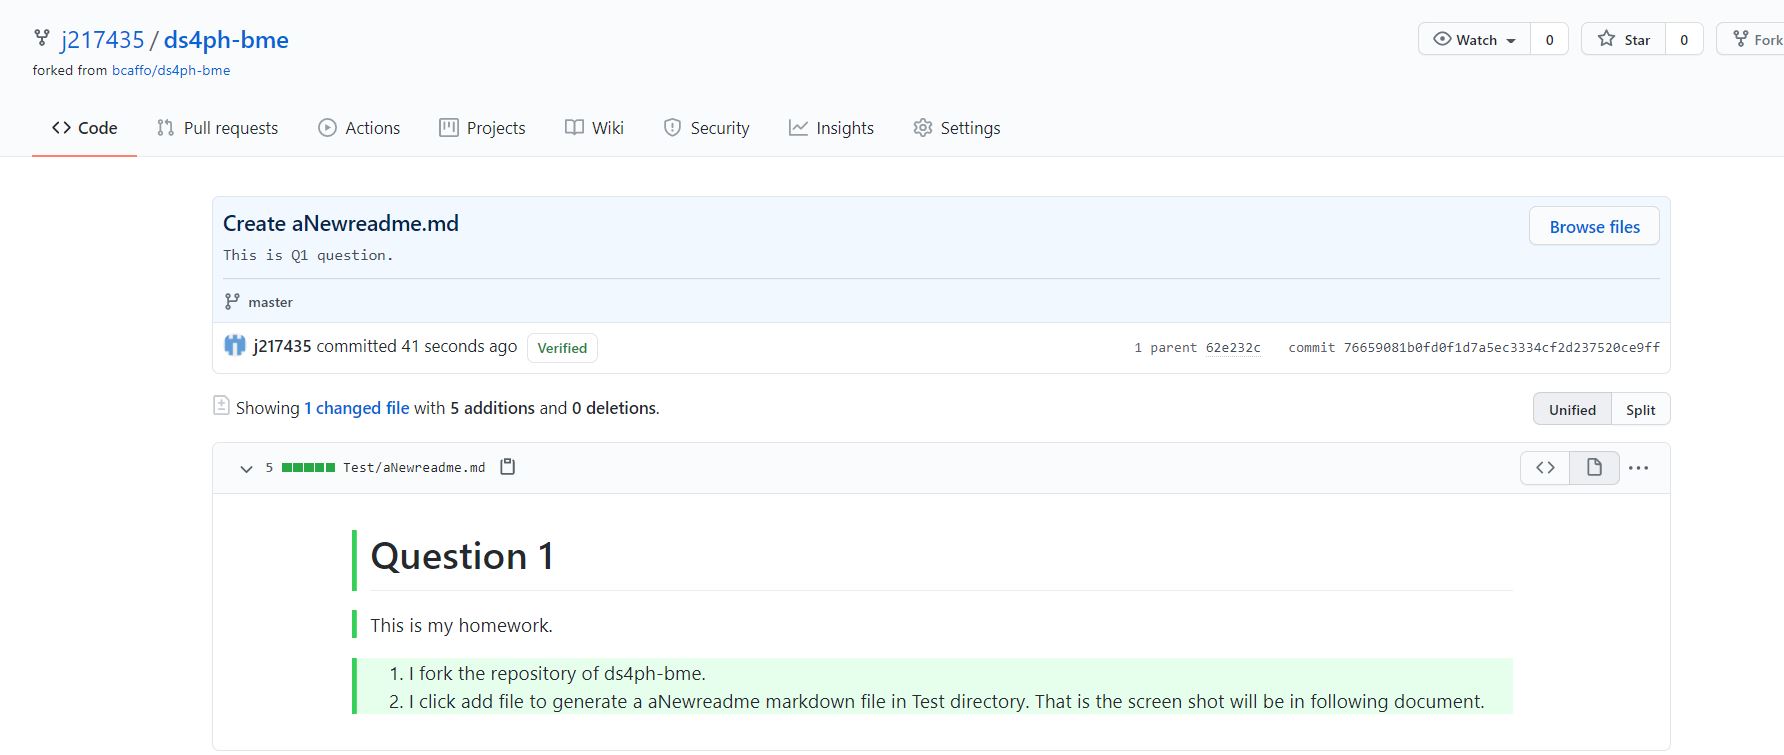 j217435 / ds4ph-bme
Watch 0 Star 0 Fork
forked from bcaffo/ds4ph-bme
Code Pull requests Actions Projects Wiki Security Insights Settings
Create aNewreadme.md
Browse files
This is Q1 question.
master
j217435 committed 41 seconds ago Verified 1 parent 62e232c commit 76659081b0fd0f1d7a5ec3334cf2d237520ce9ff
Showing 1 changed file with 5 additions and 0 deletions.
Unified Split
5 Test/aNewreadme.md
Question 1
This is my homework.
1. I fork the repository of ds4ph-bme.
2. I click add file to generate a aNewreadme markdown file in Test directory. That is the screen shot will be in following document.